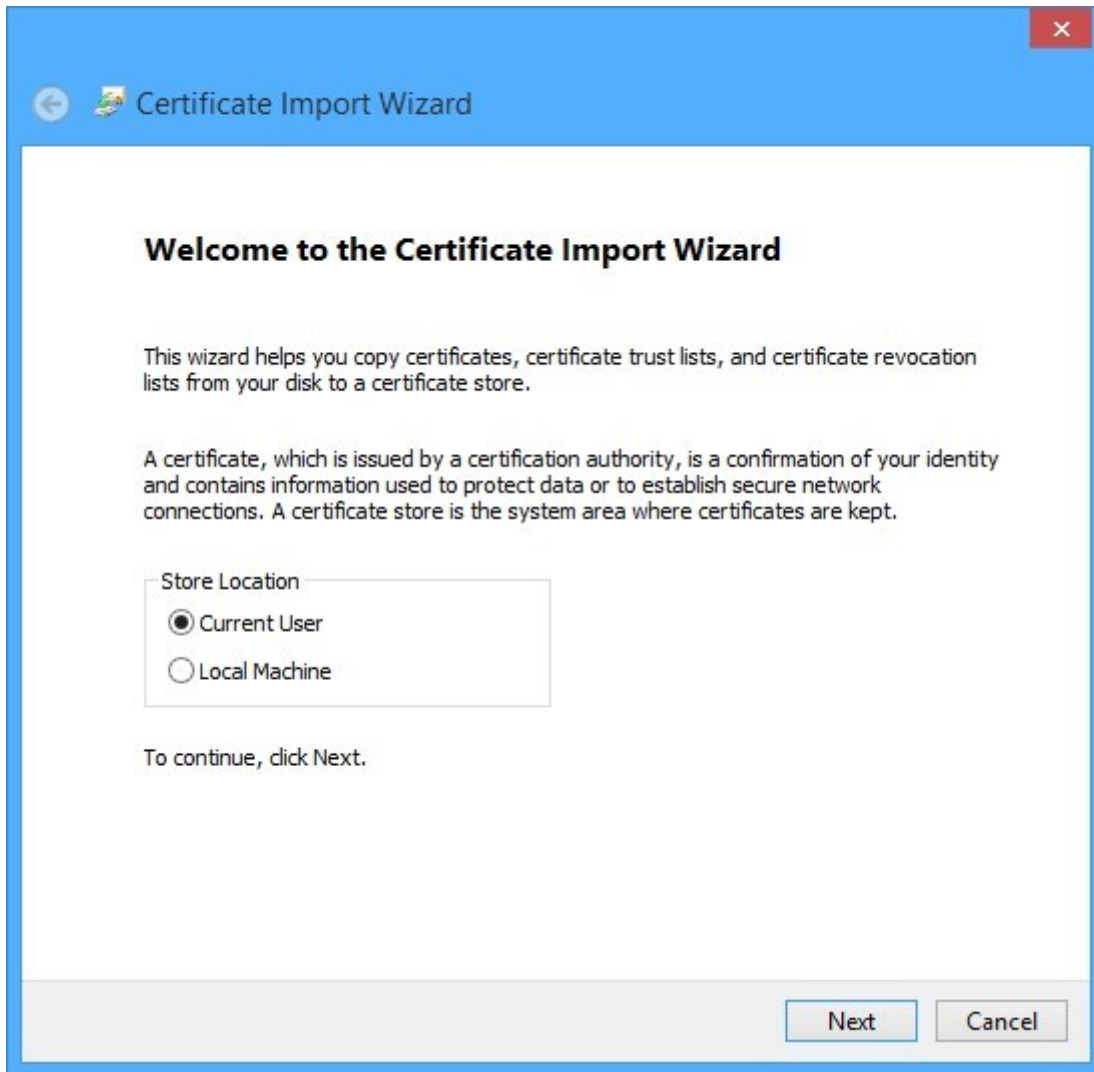 Certificate Import Wizard
Welcome to the Certificate Import Wizard
This wizard helps you copy certificates, certificate trust lists, and certificate revocation
lists from your disk to a certificate store.
A certificate, which is issued by a certification authority, is a confirmation of your identity
and contains information used to protect data or to establish secure network
connections. A certificate store is the system area where certificates are kept.
Store Location
Current User
Local Machine
To continue, click Next.
Next
Cancel